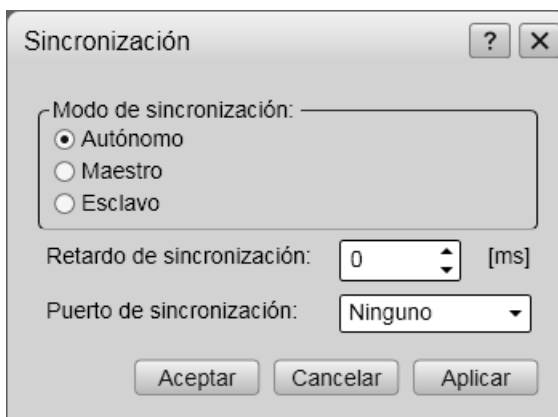 Sincronización ? X
Modo de sincronización:
Autónomo
Maestro
Esclavo
Retardo de sincronización: 0 [ms]
Puerto de sincronización: Ninguno
Aceptar Cancelar Aplicar